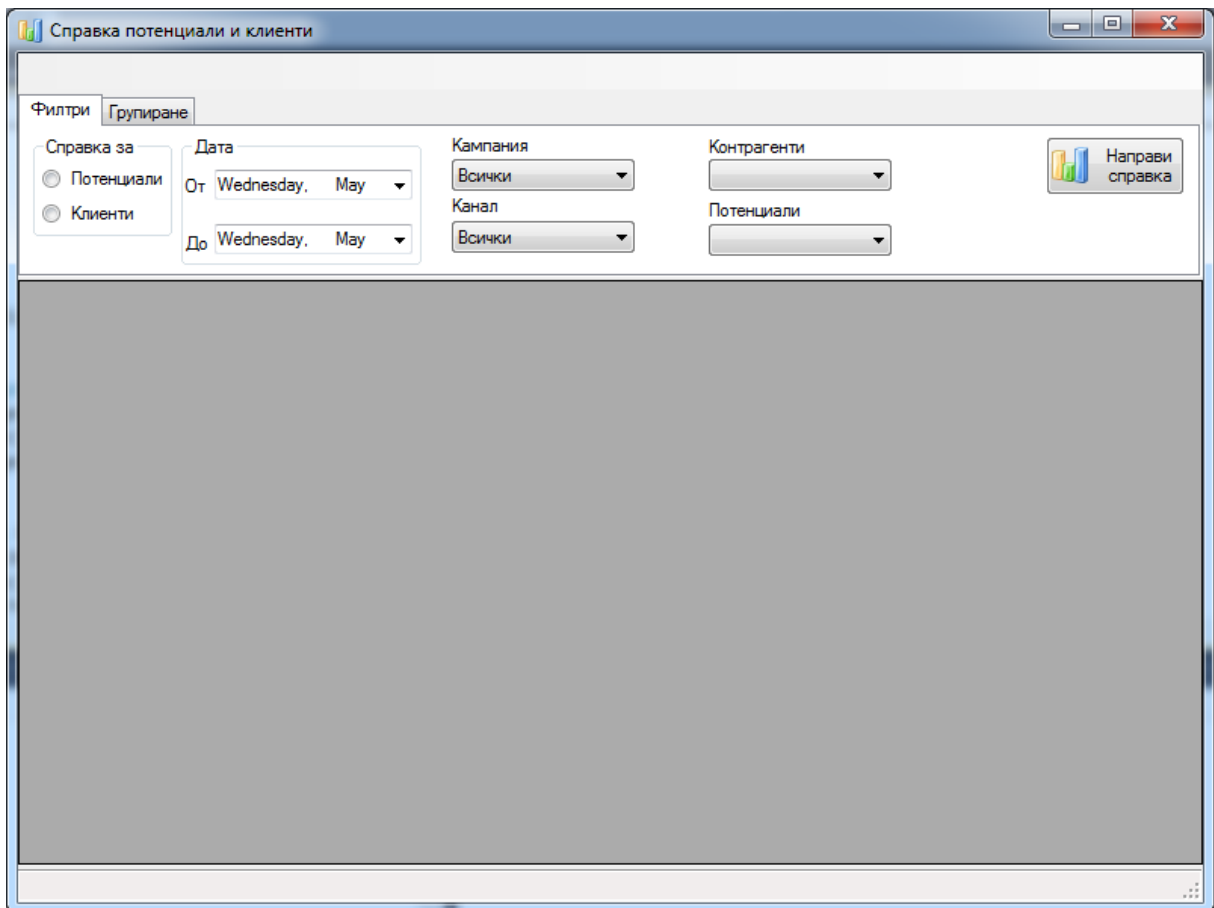 Справка потенциали и клиенти
Филтри
Групиране
Справка за
Потенциали
Клиенти
Дата
От Wednesday, May
До Wednesday, May
Кампания
Всички
Канал
Всички
Контрагенти
Потенциали
Направи
справка